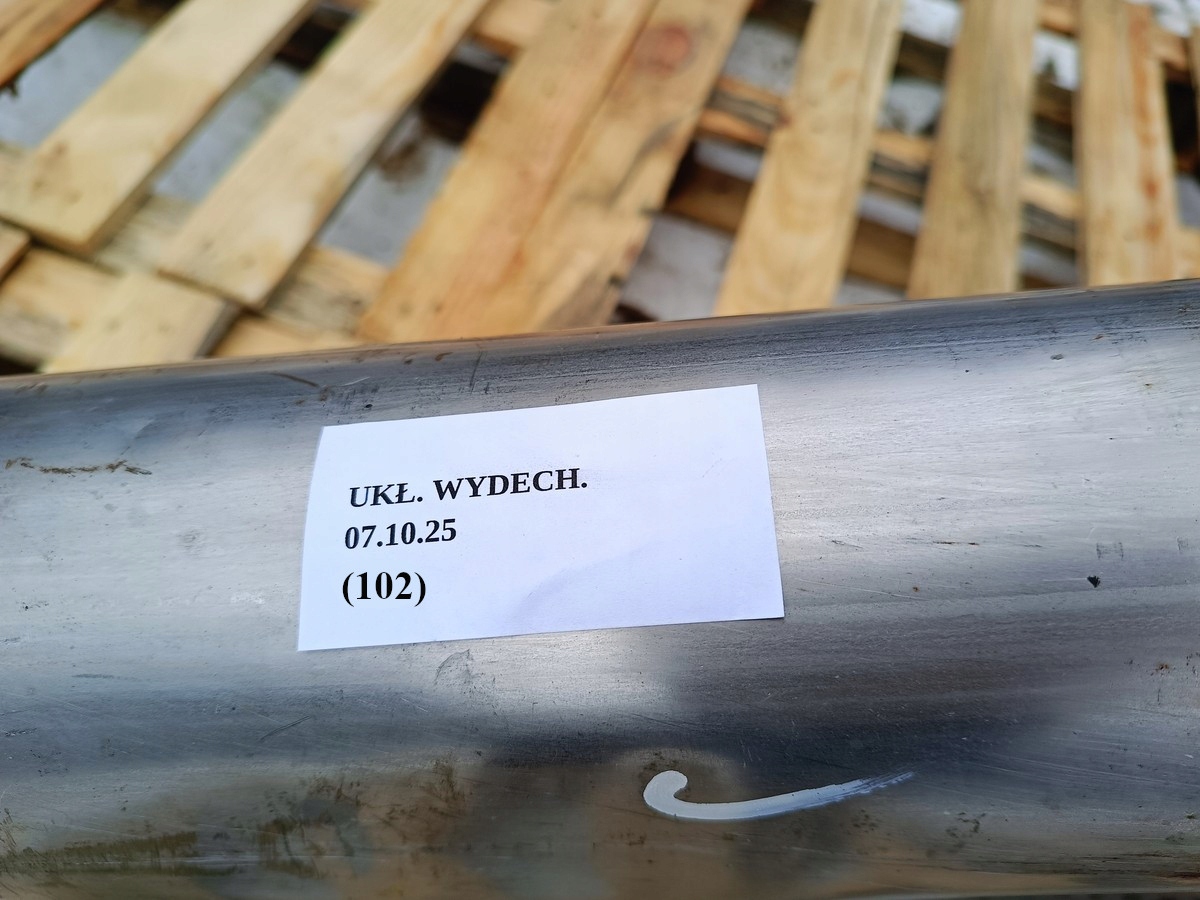 UKŁ. WYDECH.
07.10.25
(102)